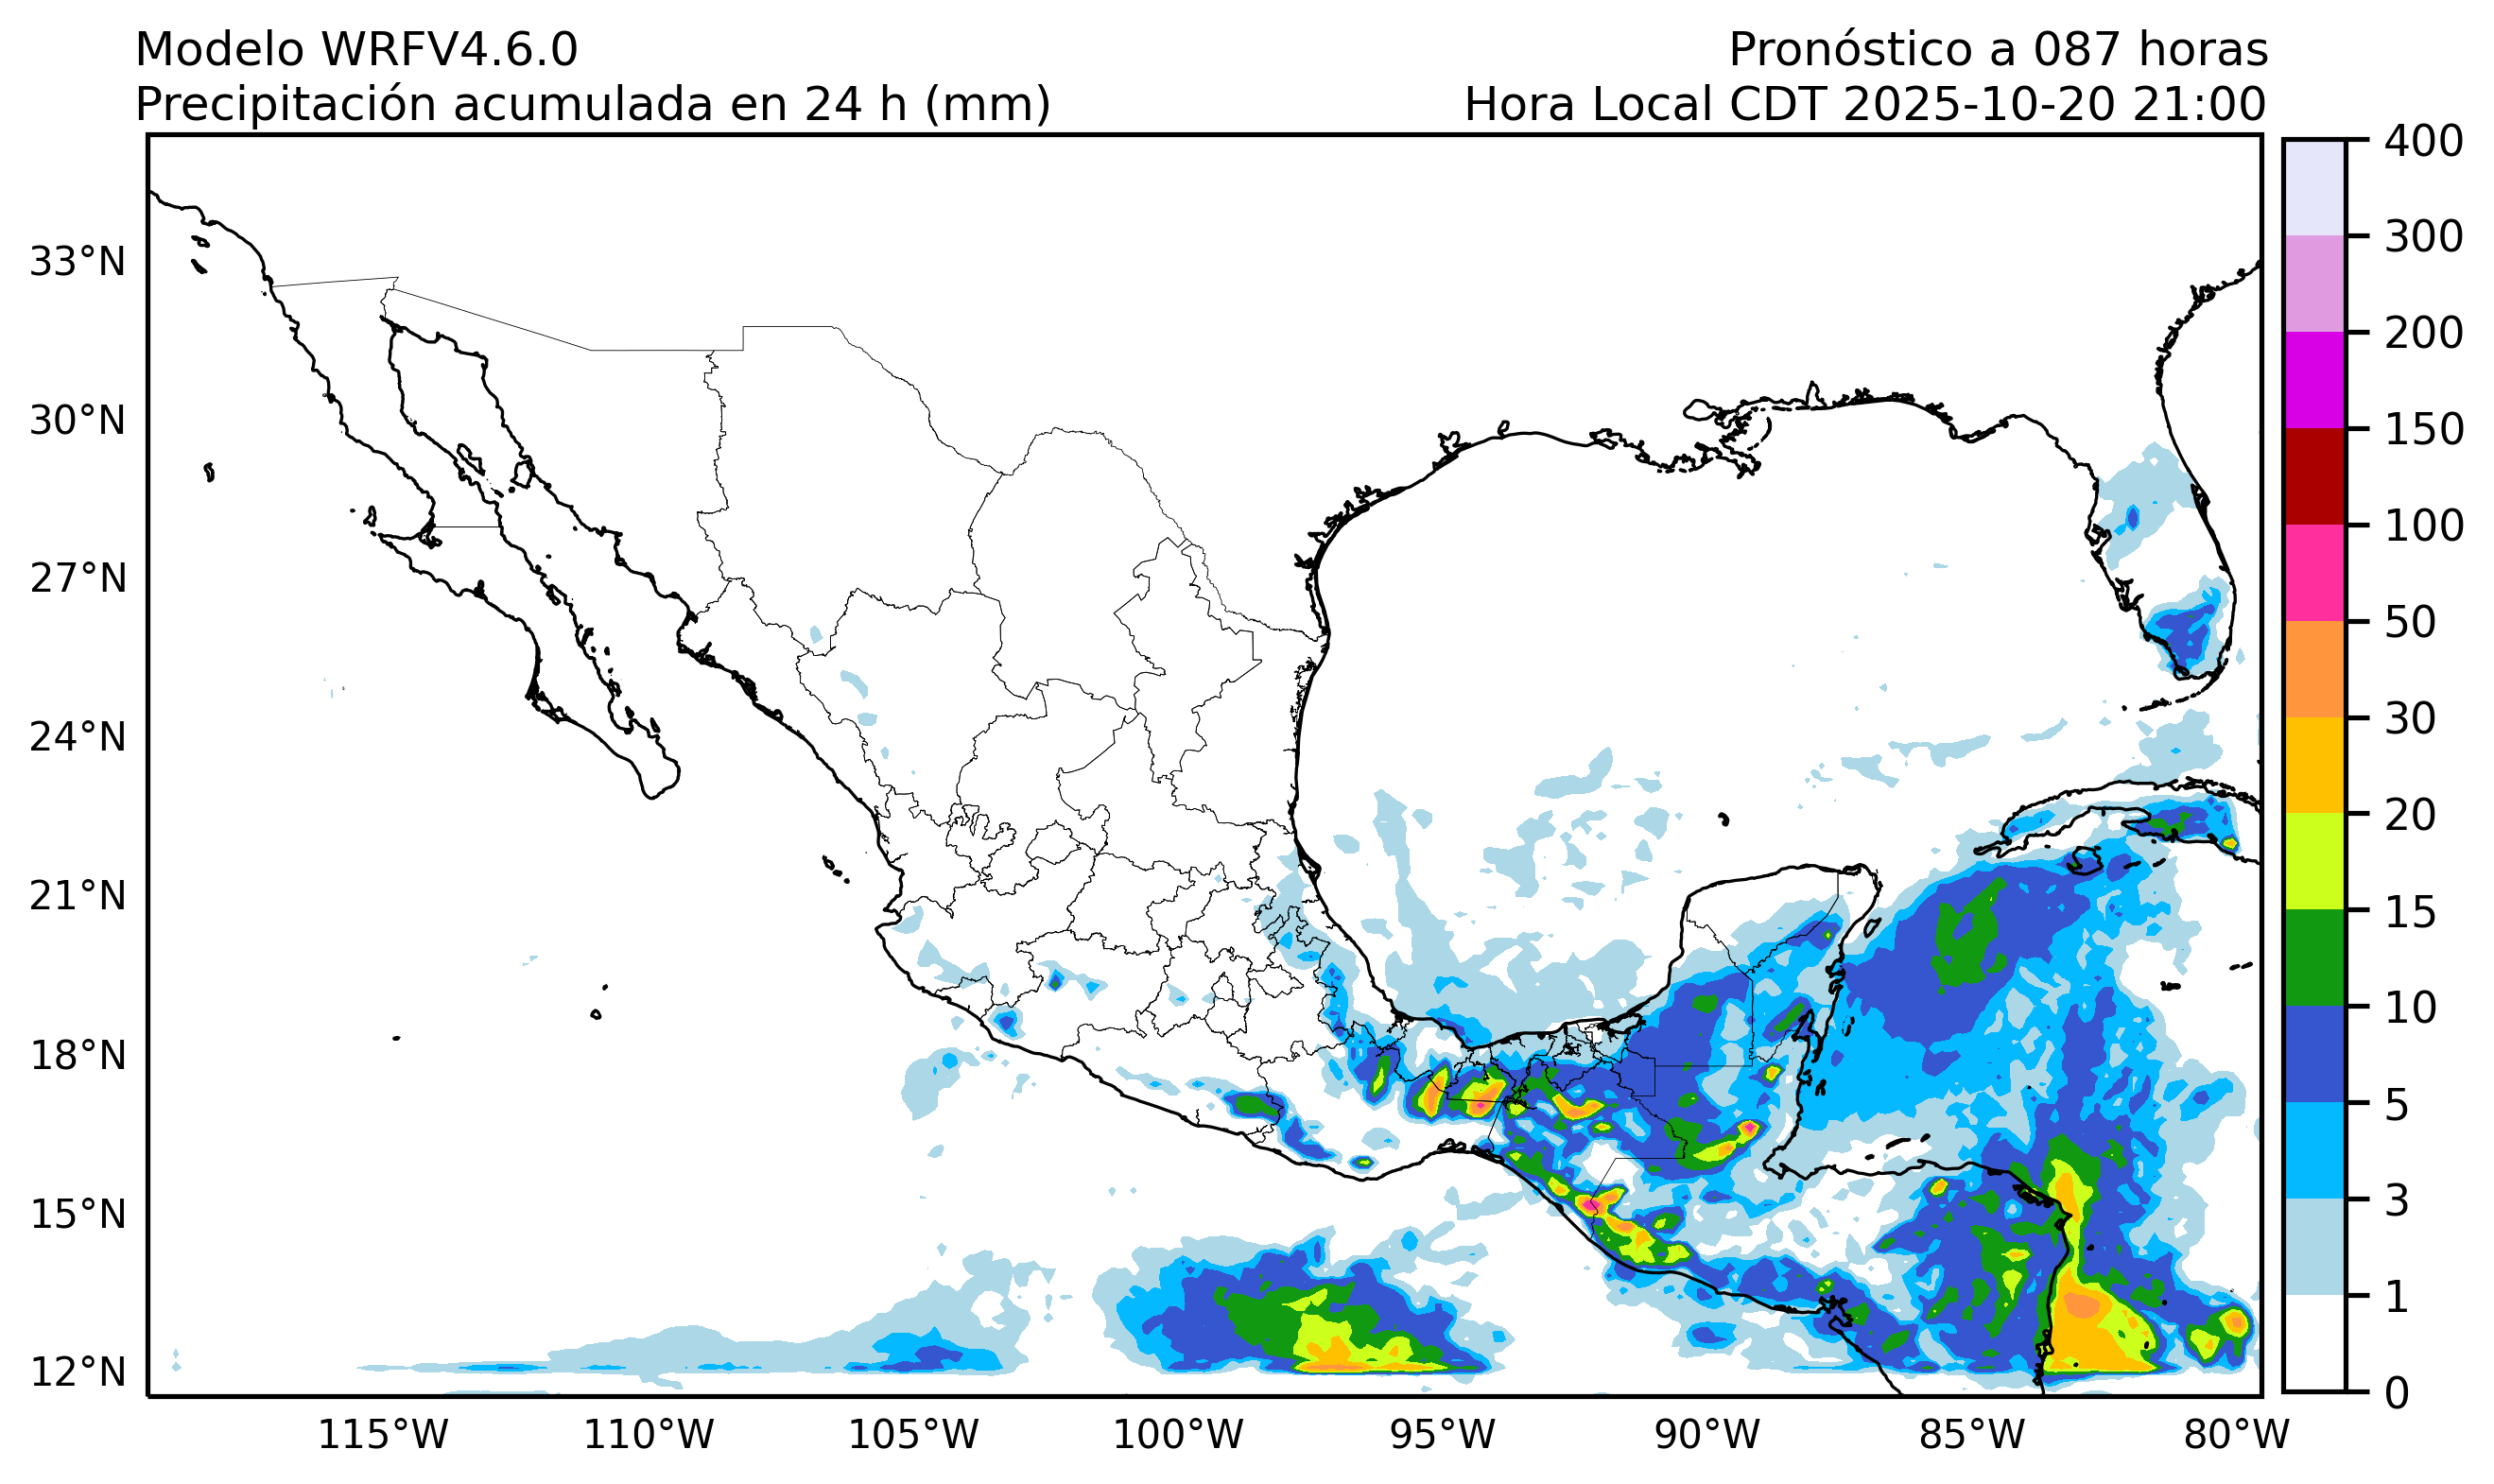 Modelo WRFV4.6.0
Pronóstico a 087 horas
Precipitación acumulada en 24 h (mm)
Hora Local CDT 2025-10-20 21:00
400
300
200
150
100
50
30
20
15
10
5
3
1
0
33°N
30°N
27°N
24°N
21°N
18°N
15°N
12°N
115°W
110°W
105°W
100°W
95°W
90°W
85°W
80°W